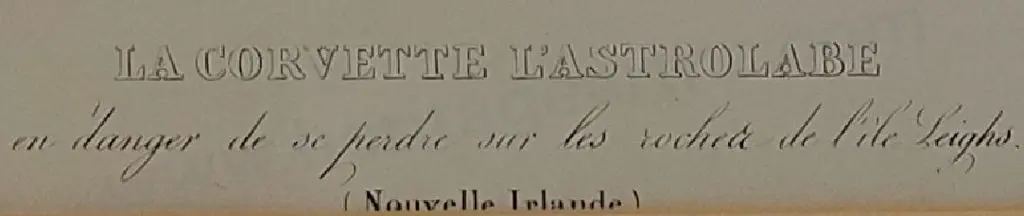 LA CORVETTE L'ASTROLABE
en danger de se perdre sur les rochers de l'île Leighs.
( Nouvelle Irlande )